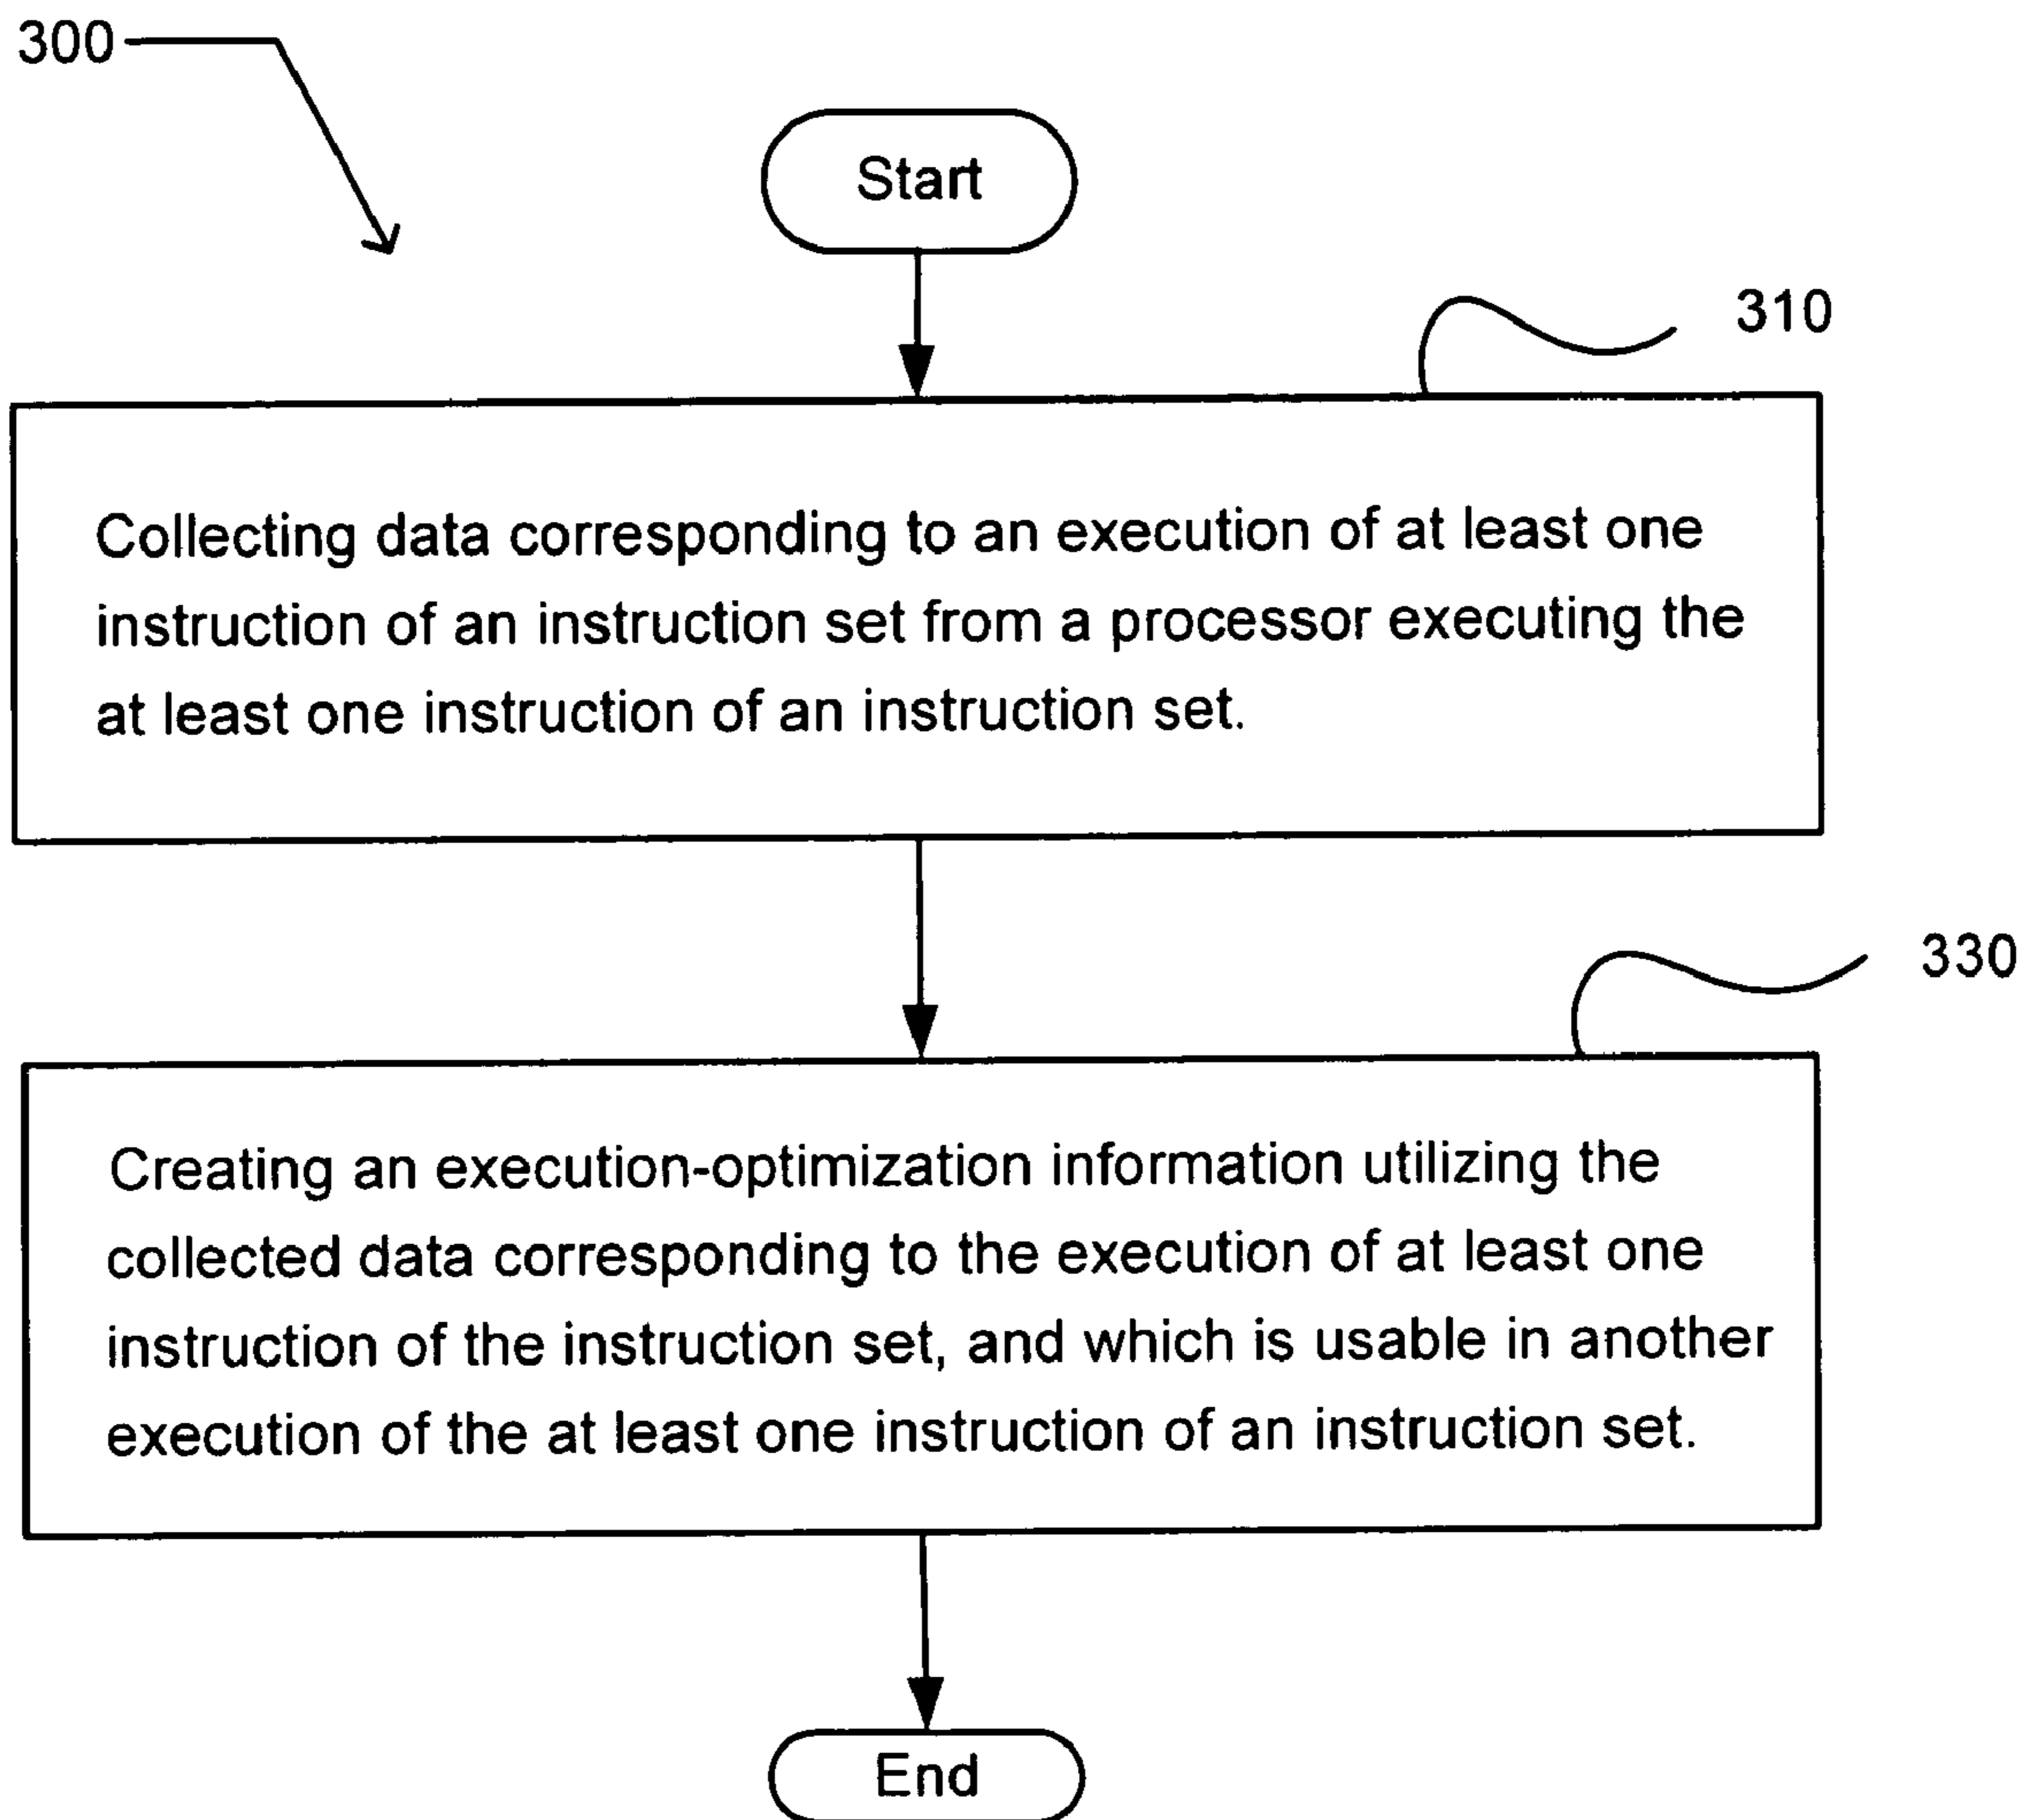 300
Start
310
Collecting data corresponding to an execution of at least one
instruction of an instruction set from a processor executing the
at least one instruction of an instruction set.
330
Creating an execution-optimization information utilizing the
collected data corresponding to the execution of at least one
instruction of the instruction set, and which is usable in another
execution of the at least one instruction of an instruction set.
End